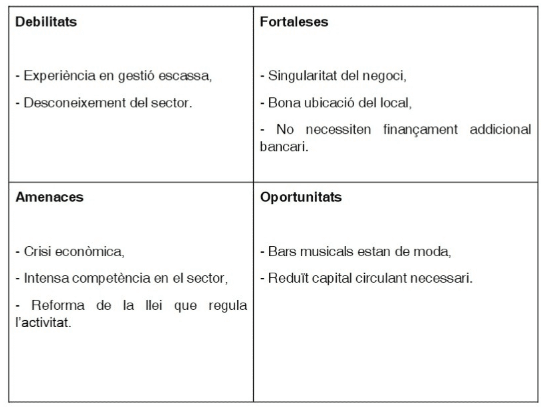 Debilitats
- Experiència en gestió escassa,
- Desconeixement del sector.
Fortaleses
- Singularitat del negoci,
- Bona ubicació del local,
- No necessiten finançament addicional
bancari.
Amenaces
- Crisi econòmica,
- Intensa competència en el sector,
- Reforma de la llei que regula
l'activitat.
Oportunitats
- Bars musicals estan de moda,
- Reduït capital circulant necessari.